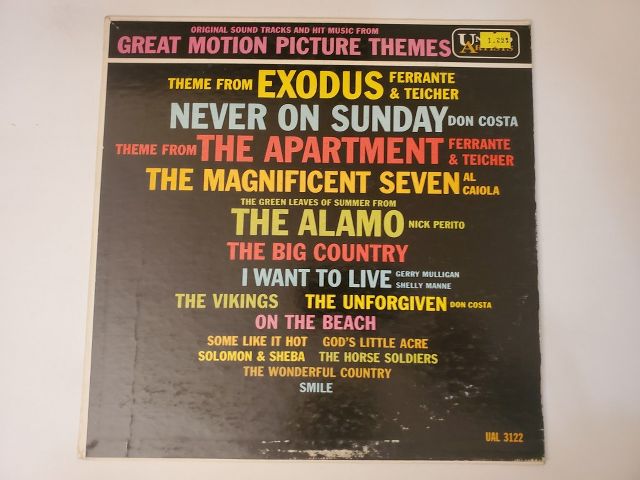 ORIGINAL SOUND TRACKS AND HIT MUSIC FROM
GREAT MOTION PICTURE THEMES
THEME FROM EXODUS FERRANTE & TEICHER
NEVER ON SUNDAY DON COSTA
THEME FROM THE APARTMENT FERRANTE & TEICHER
THE MAGNIFICENT SEVEN AL CAIOLA
THE GREEN LEAVES OF SUMMER FROM
THE ALAMO NICK PERITO
THE BIG COUNTRY
I WANT TO LIVE GERRY MULLIGAN SHELLY MANNE
THE VIKINGS THE UNFORGIVEN DON COSTA
ON THE BEACH
SOME LIKE IT HOT GOD'S LITTLE ACRE
SOLOMON & SHEBA THE HORSE SOLDIERS
THE WONDERFUL COUNTRY
SMILE
UAL 3122